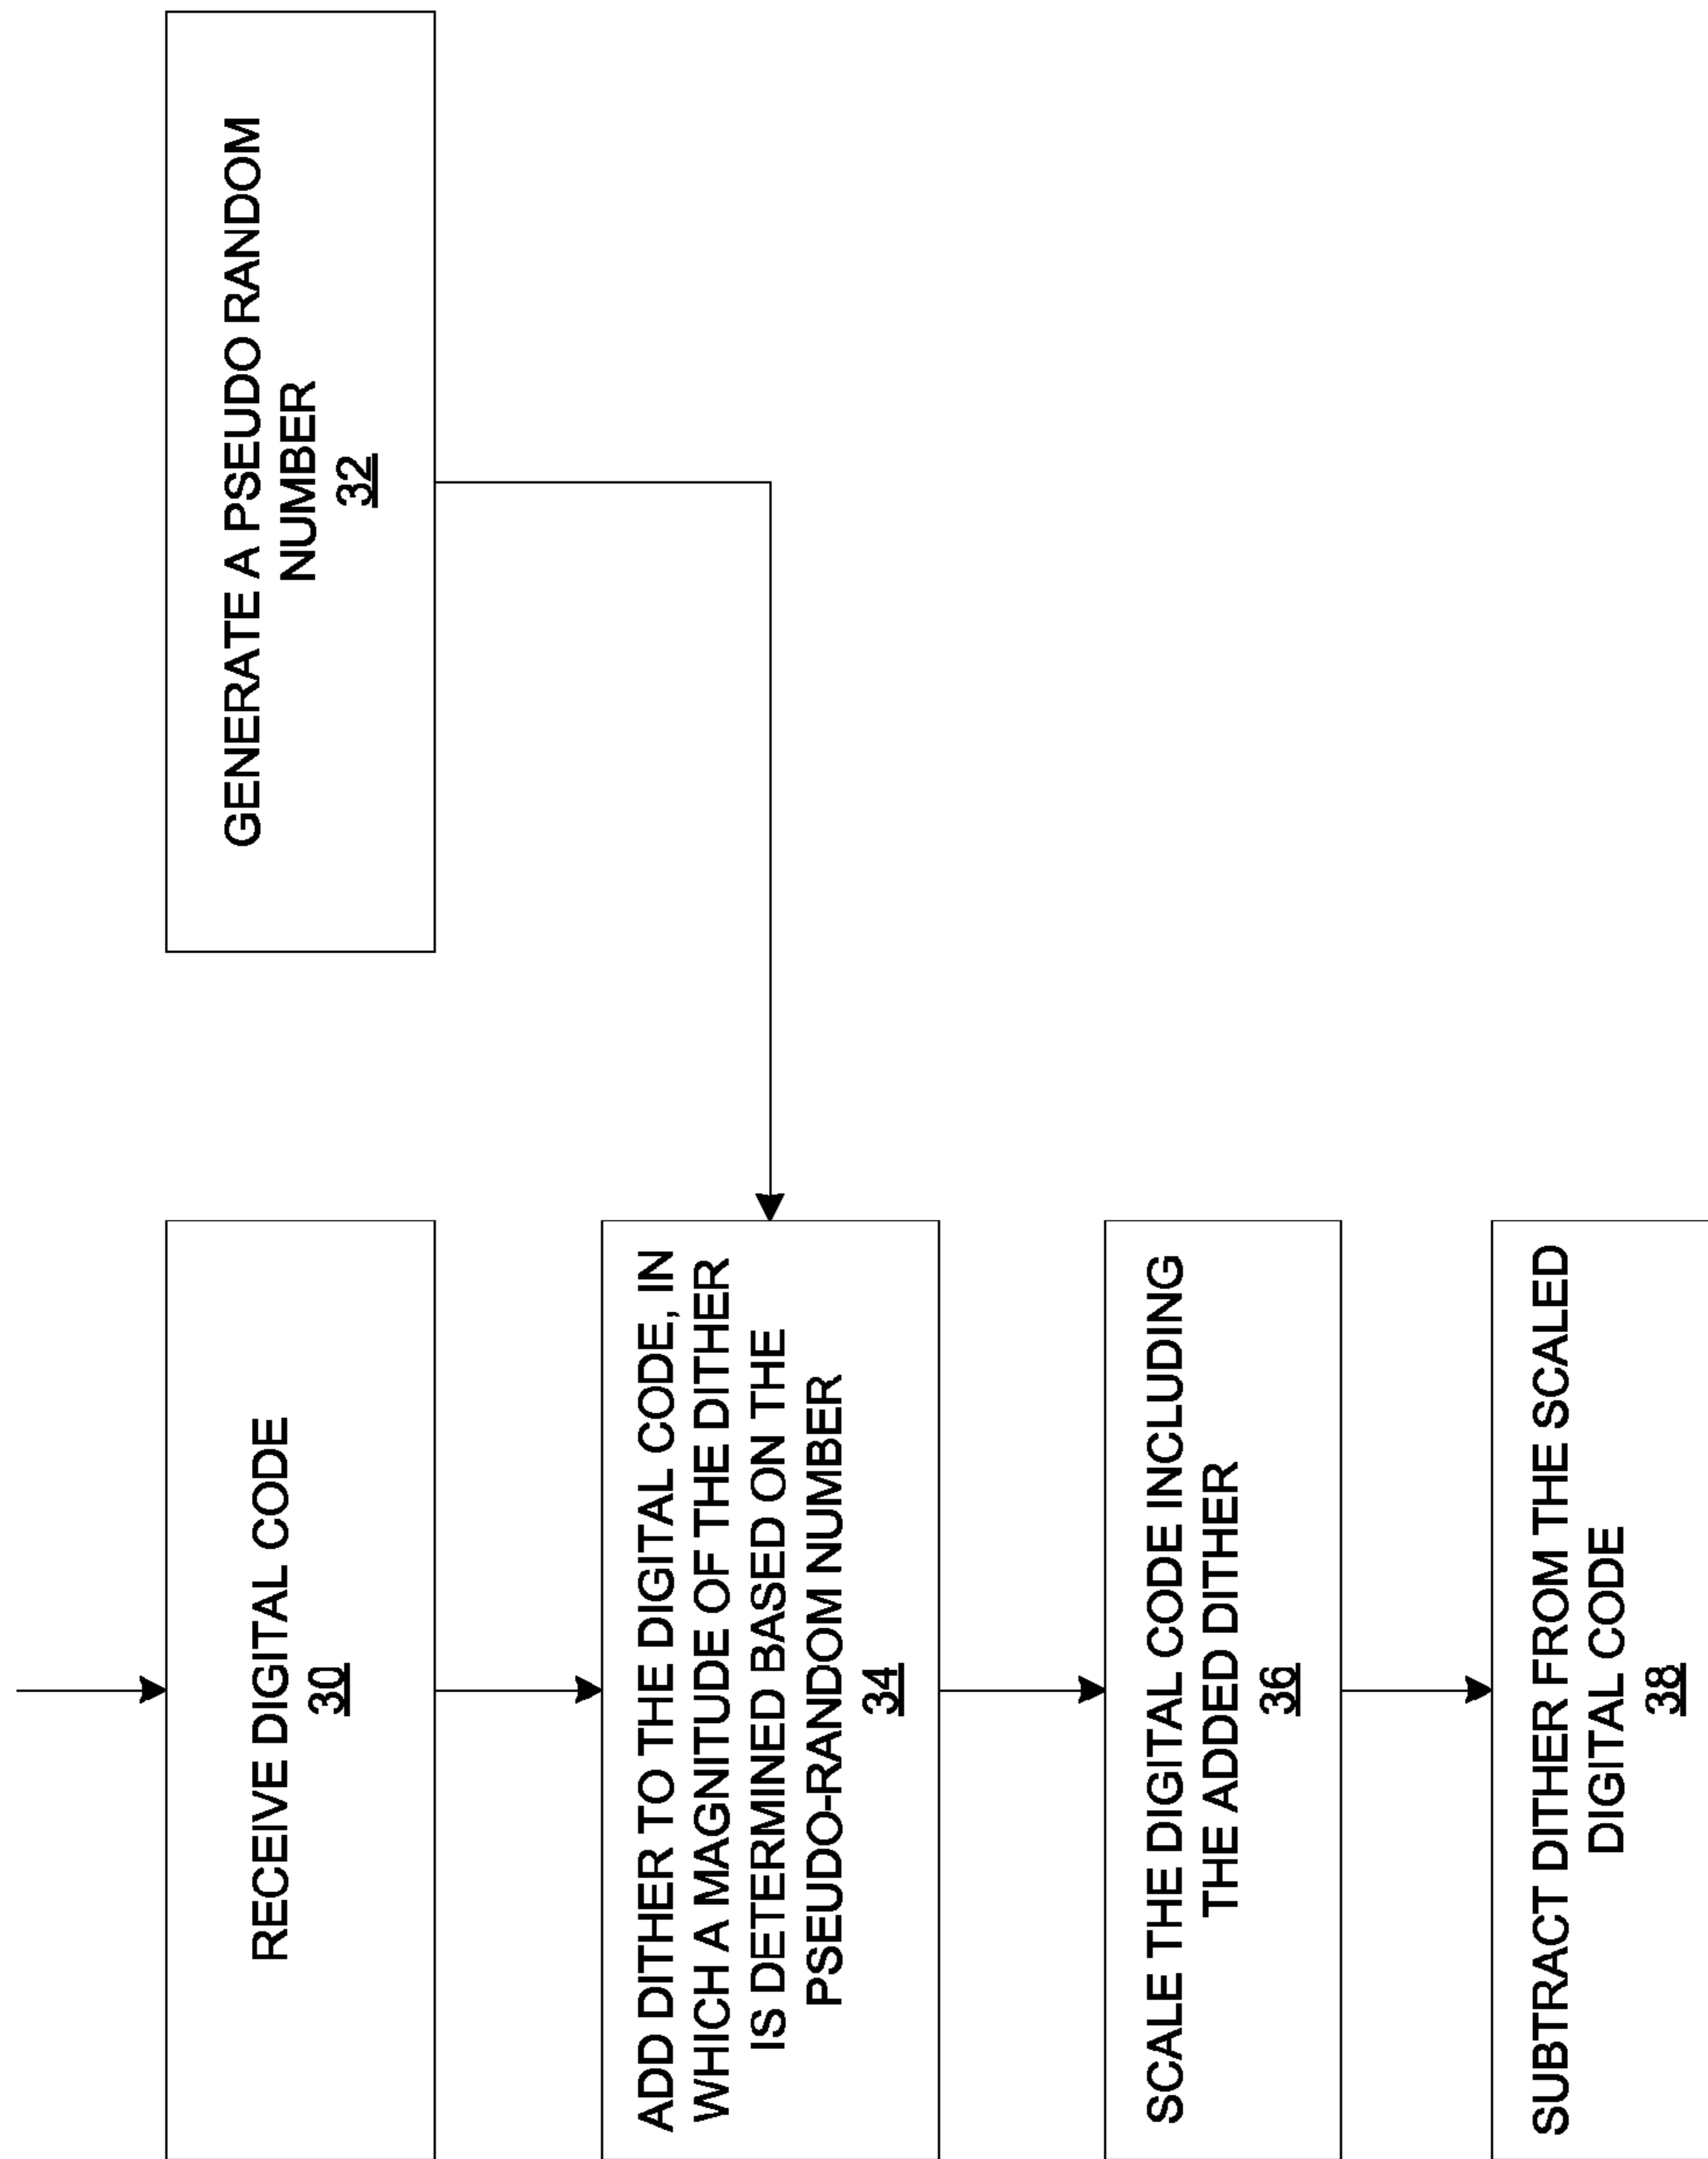 RECEIVE DIGITAL CODE
30
GENERATE A PSEUDO RANDOM
NUMBER
32
ADD DITHER TO THE DIGITAL CODE, IN
WHICH A MAGNITUDE OF THE DITHER
IS DETERMINED BASED ON THE
PSEUDO-RANDOM NUMBER
34
SCALE THE DIGITAL CODE INCLUDING
THE ADDED DITHER
36
SUBTRACT DITHER FROM THE SCALED
DIGITAL CODE
38